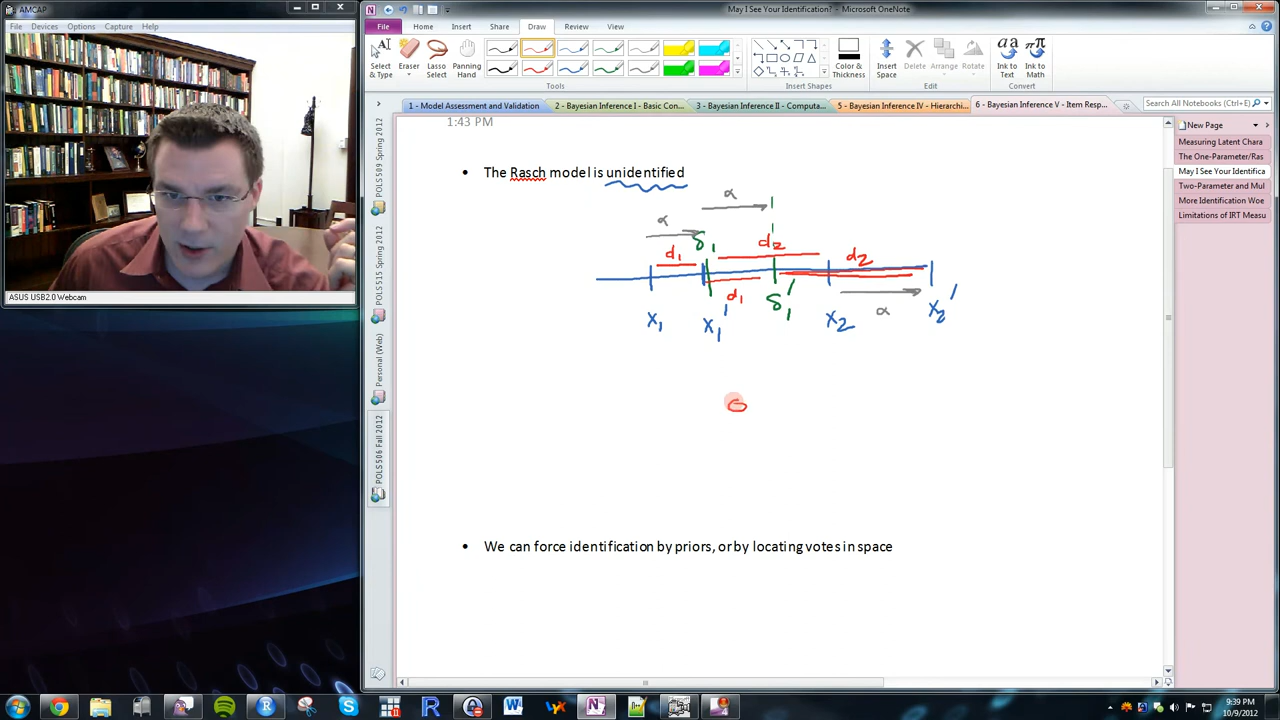 AMCAP
File Devices Options Capture Help
ASUS USB2.0 Webcam
May I See Your Identification? - Microsoft OneNote
File Home Insert Share Draw Review View
Select & Type
Eraser
Lasso Select
Panning Hand
Color & Thickness
Insert Space
Delete
Arrange
Rotate
Ink to Text
Ink to Math
Tools
Insert Shapes
Edit
Convert
1 - Model Assessment and Validation
2 - Bayesian Inference I - Basic Con...
3 - Bayesian Inference II - Computa...
5 - Bayesian Inference IV - Hierarchi...
6 - Bayesian Inference V - Item Resp...
Search All Notebooks (Ctrl+E)
New Page
Measuring Latent Chara
The One-Parameter/Ras
May I See Your Identifica
Two-Parameter and Mul
More Identification Woe
Limitations of IRT Measu
POLS509 Spring 2012
POLS515 Spring 2012
Personal (Web)
POLS506 Fall 2012
1:43 PM
• The Rasch model is unidentified
α
α
d1 δ1 d2 d2
d1 δ1′ α
x1 x1′ x2 x2′
• We can force identification by priors, or by locating votes in space
9:39 PM
10/9/2012